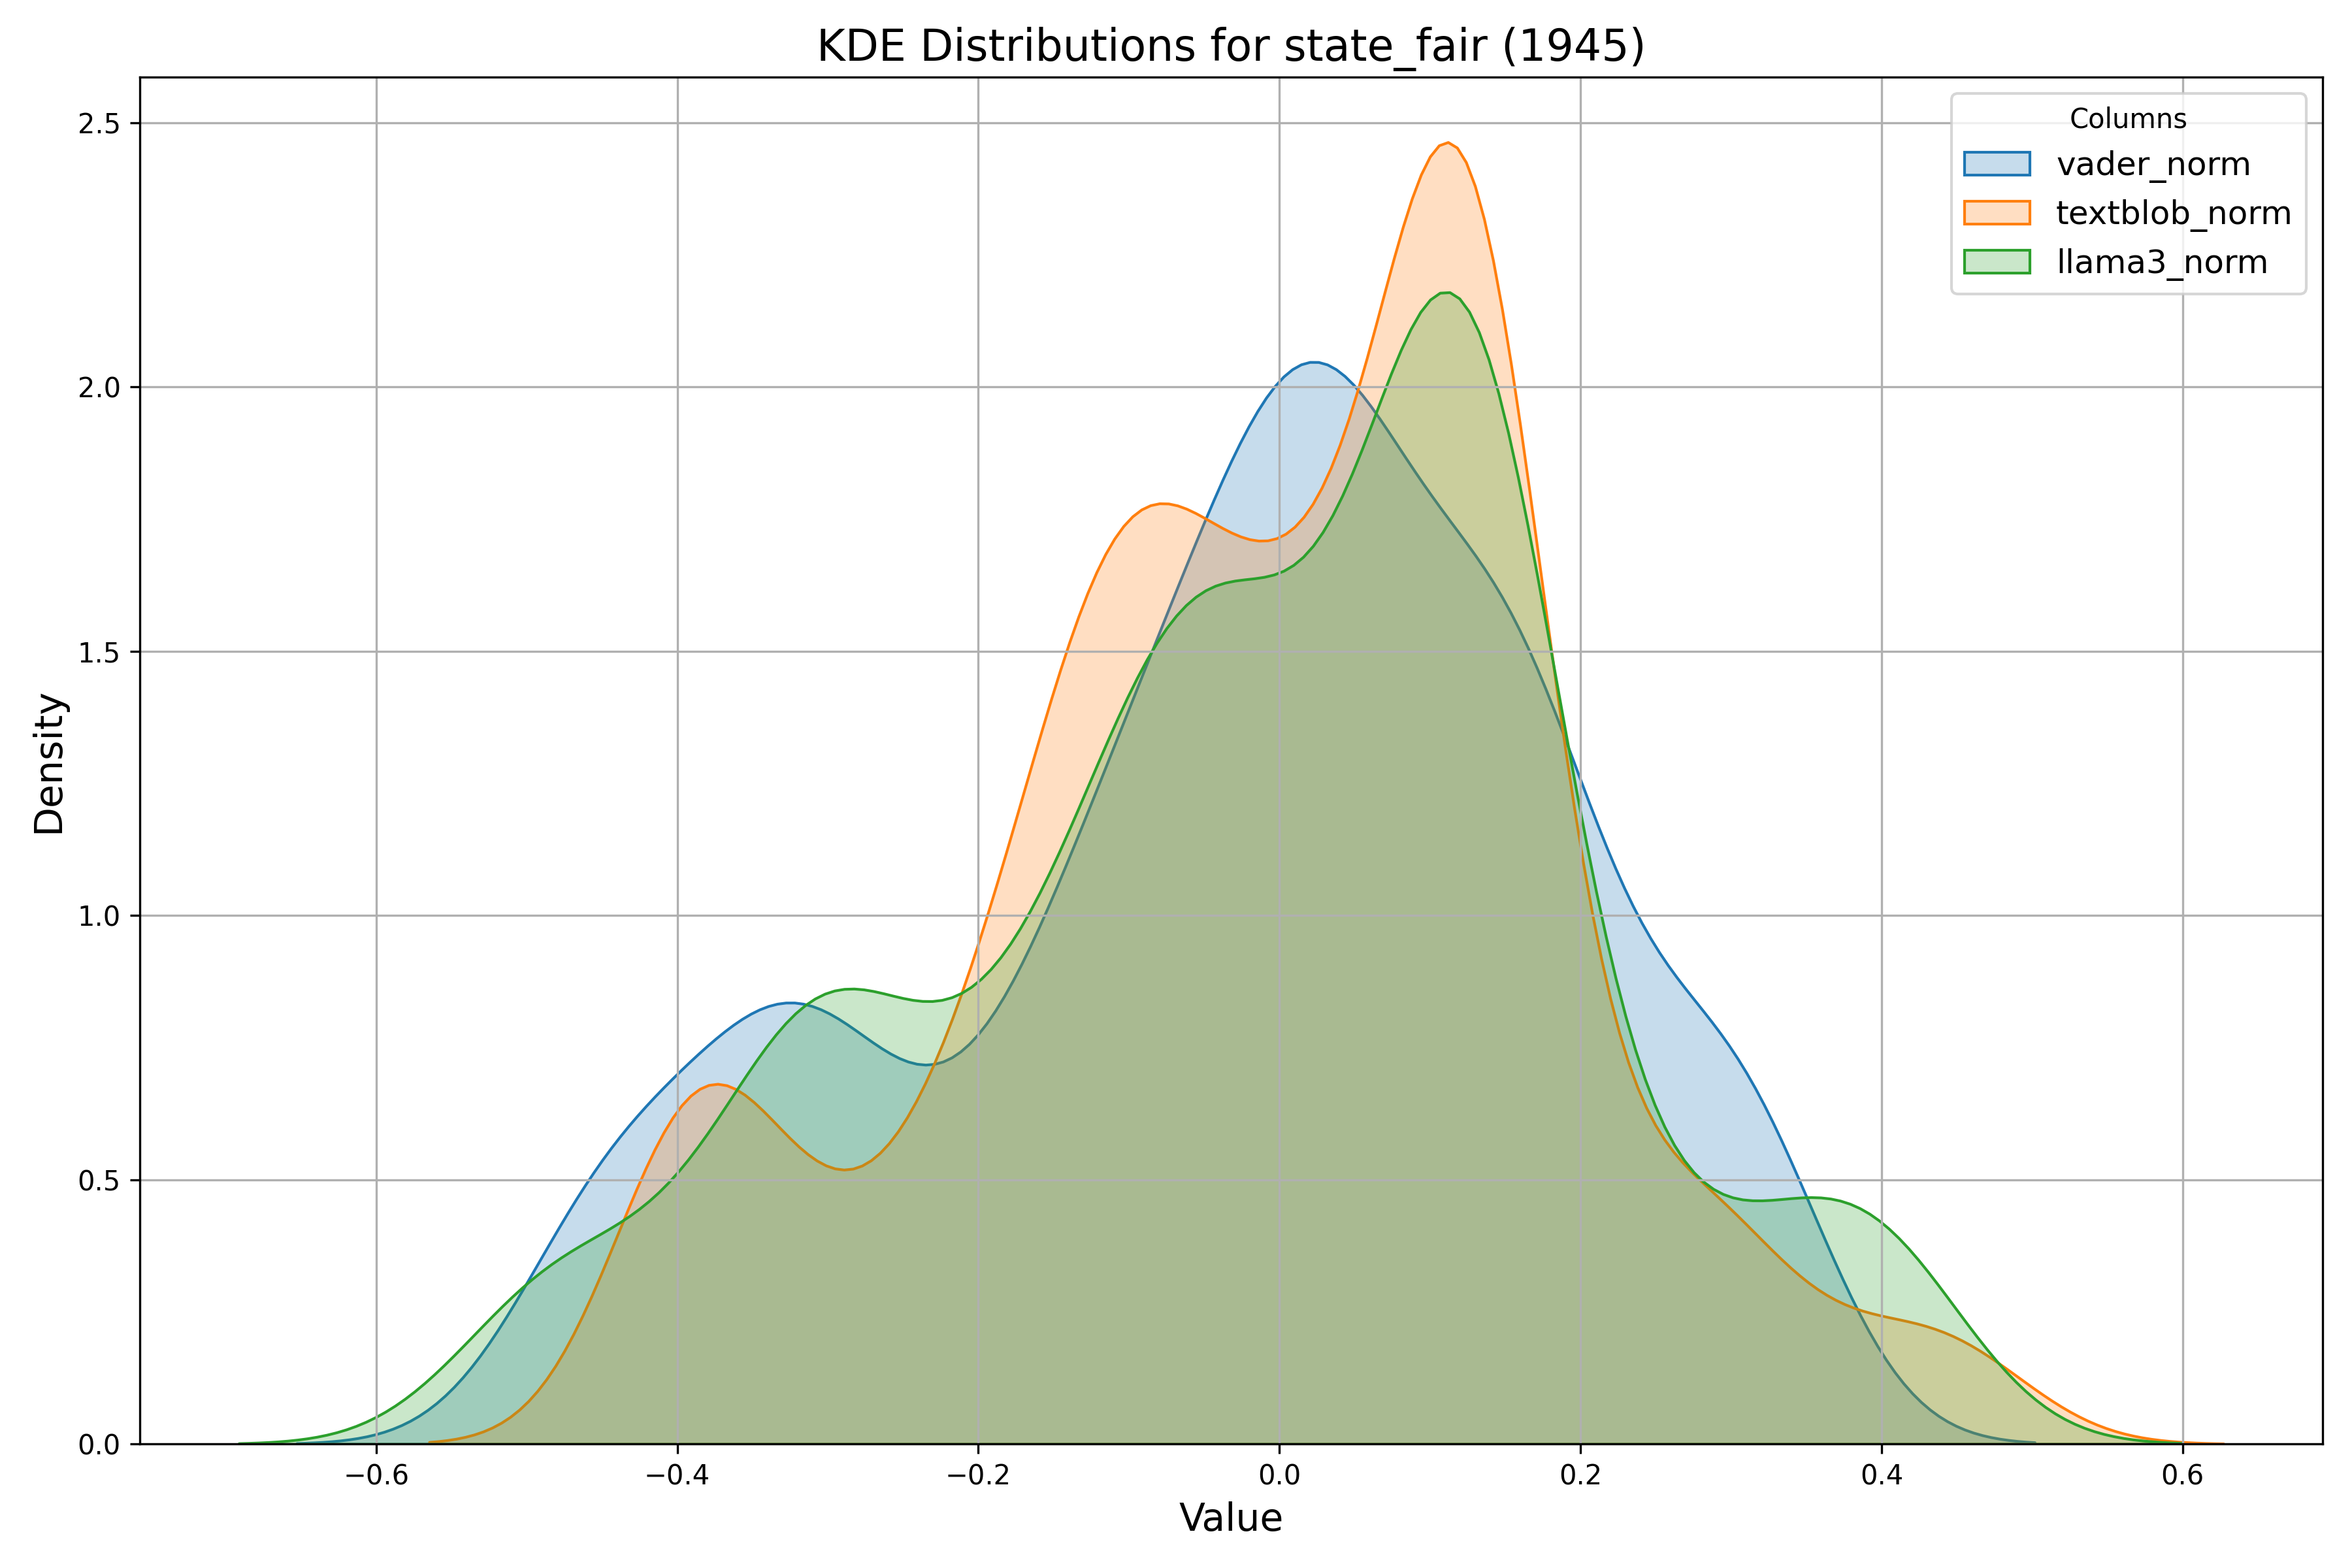 KDE Distributions for state_fair (1945)
Columns
vader_norm
textblob_norm
llama3_norm
Density
2.5
2.0
1.5
1.0
0.5
0.0
−0.6 −0.4 −0.2 0.0 0.2 0.4 0.6
Value